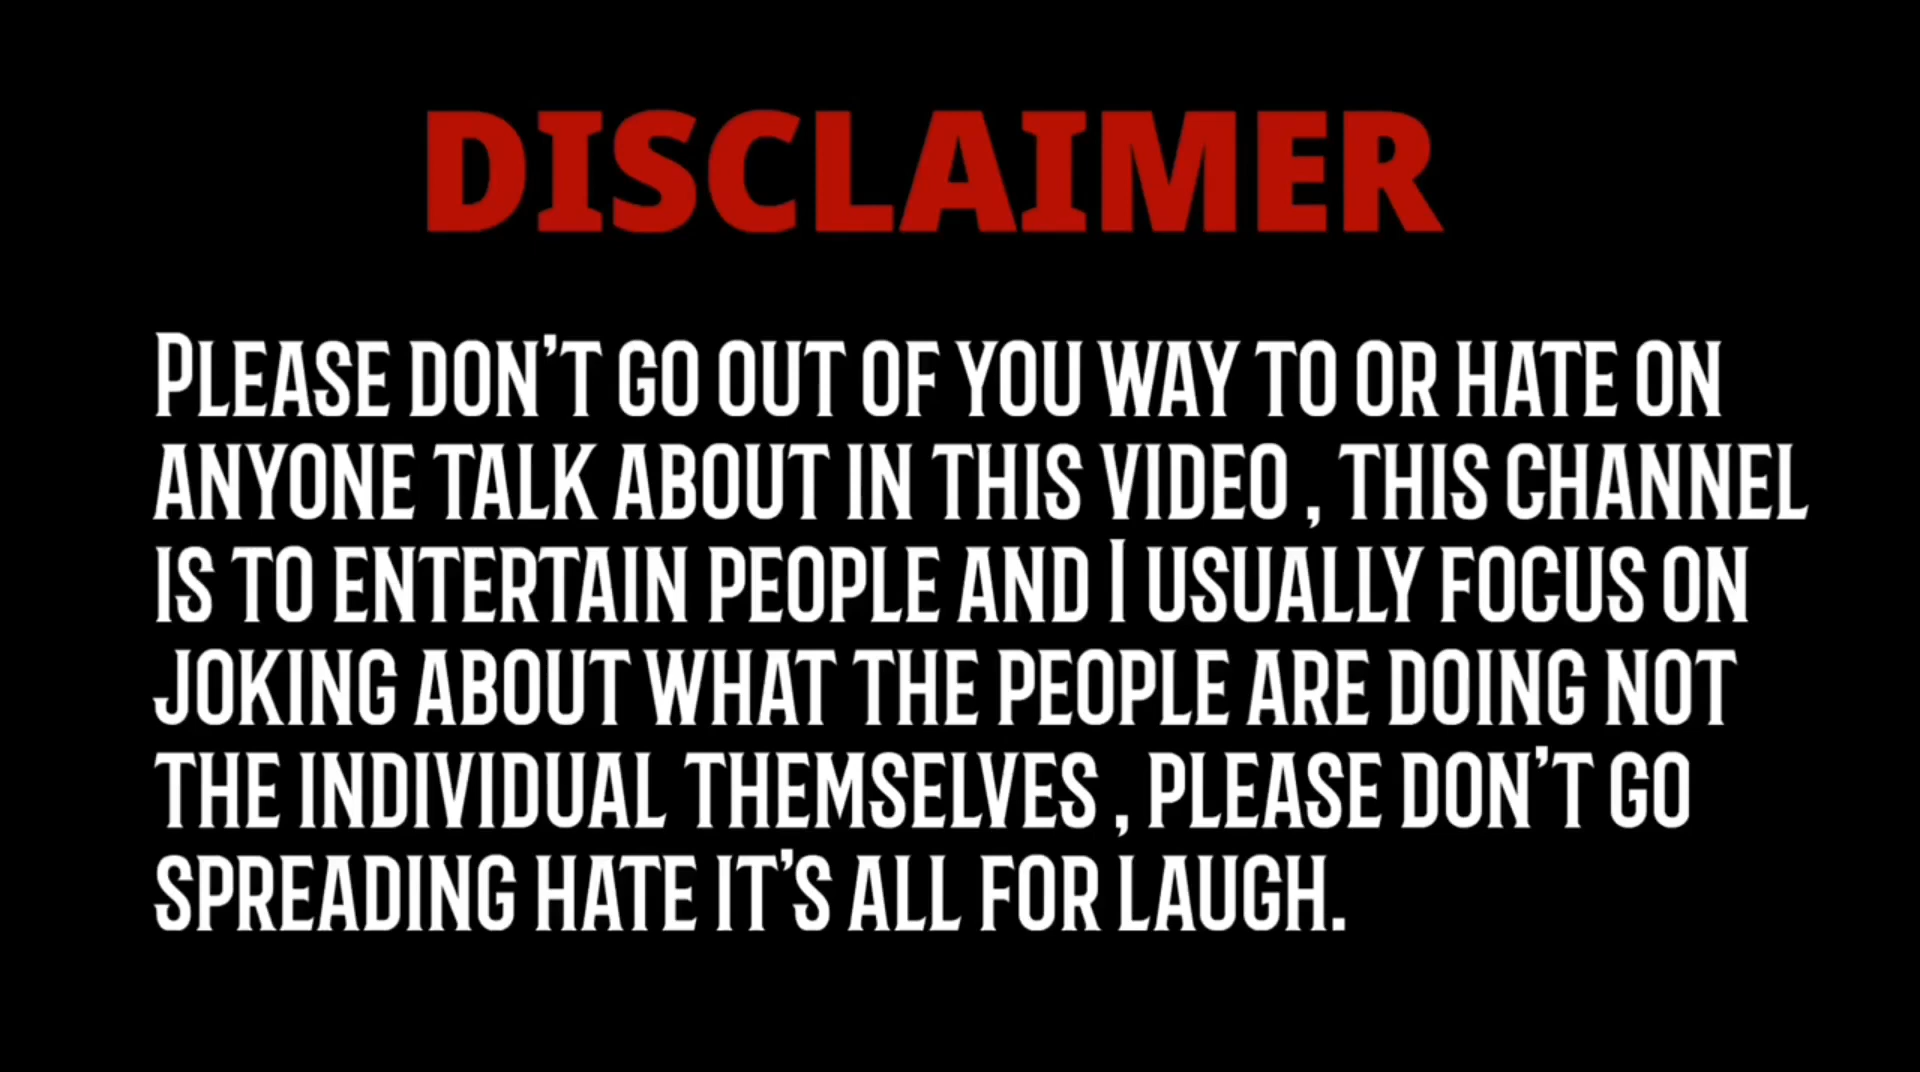 DISCLAIMER
PLEASE DON'T GO OUT OF YOU WAY TO OR HATE ON
ANYONE TALK ABOUT IN THIS VIDEO , THIS CHANNEL
IS TO ENTERTAIN PEOPLE AND I USUALLY FOCUS ON
JOKING ABOUT WHAT THE PEOPLE ARE DOING NOT
THE INDIVIDUAL THEMSELVES , PLEASE DON'T GO
SPREADING HATE IT'S ALL FOR LAUGH.